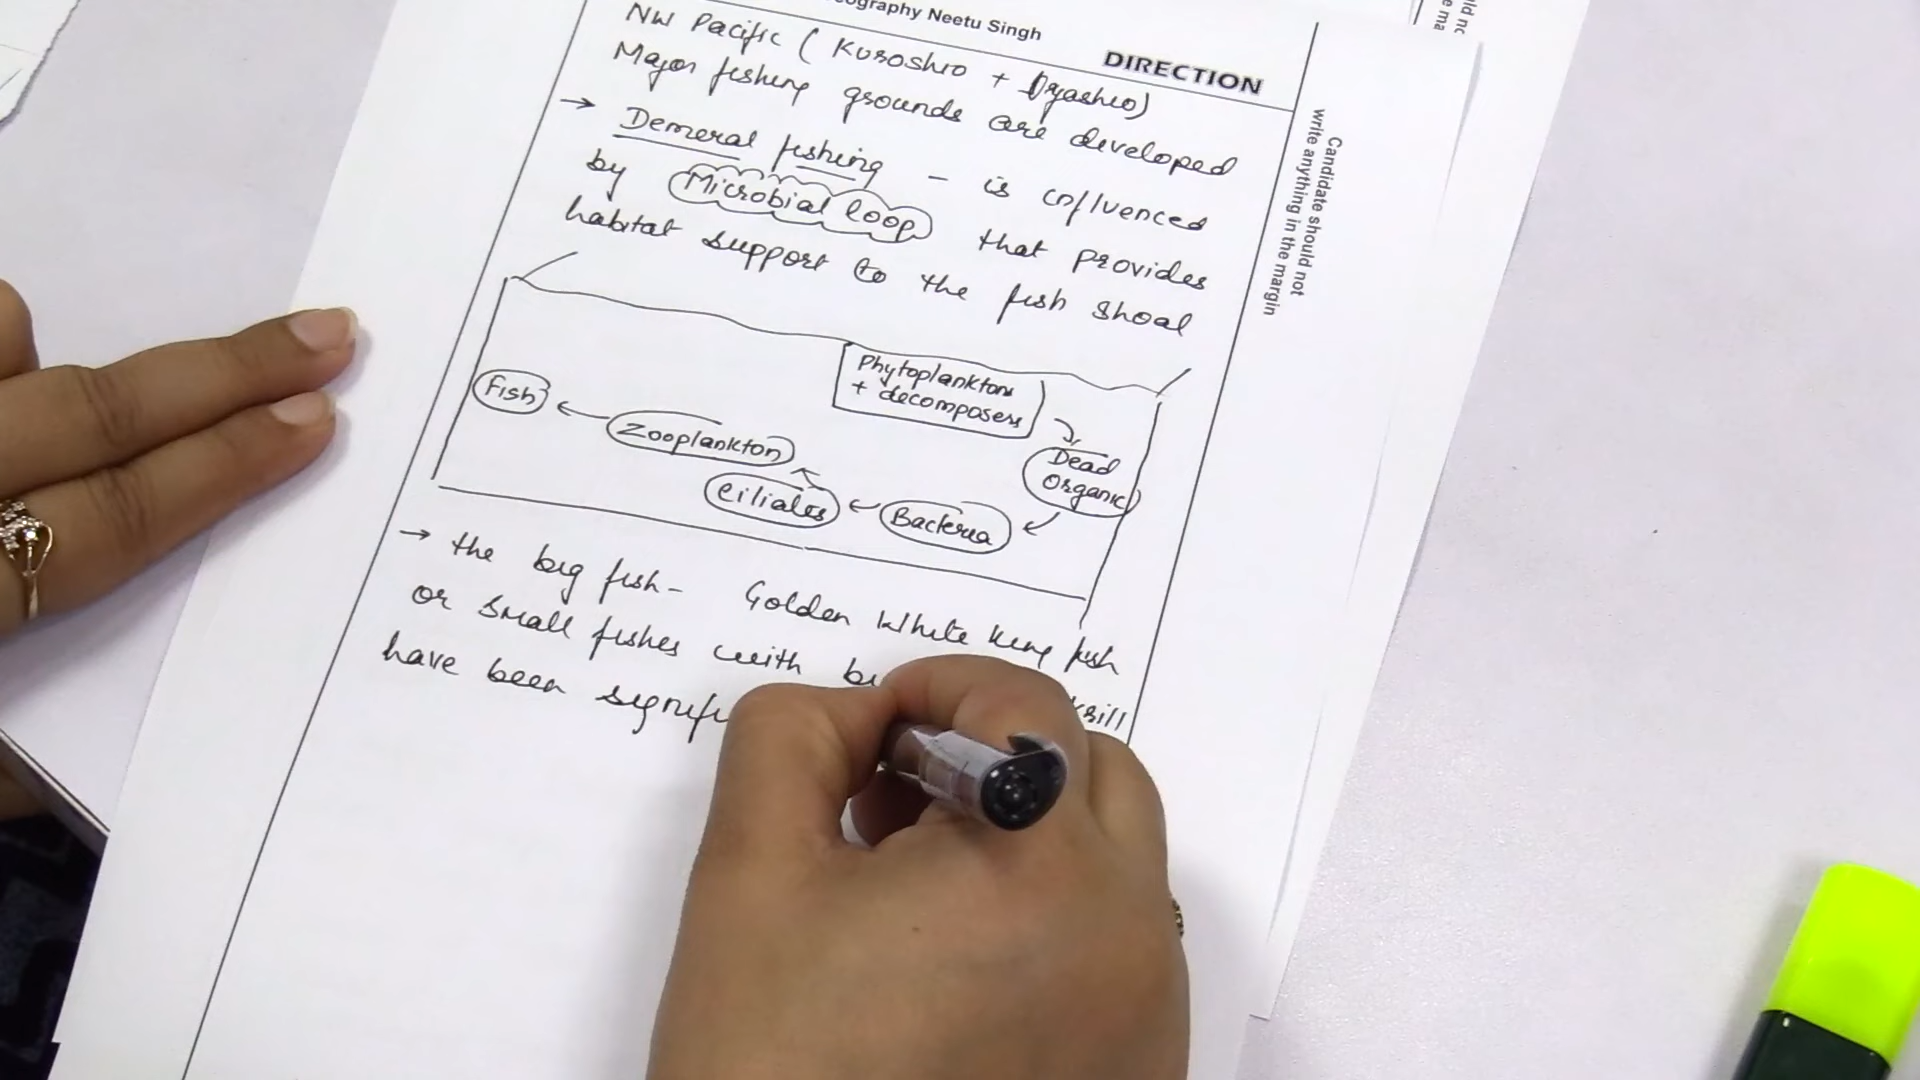 Geography Neetu Singh
DIRECTION
NW Pacific ( Kuroshio + Oyashio)
Major fishing grounds are developed
→ Demeral fishing - is influenced
by Microbial loop that provides
habitat support to the fish shoal
Phytoplankton
+ decomposers
Fish
Zooplankton
Dead
Organic
Ciliates
Bacteria
→ the big fish - Golden White King fish
or small fishes with krill
have been
Candidate should not
write anything in the margin